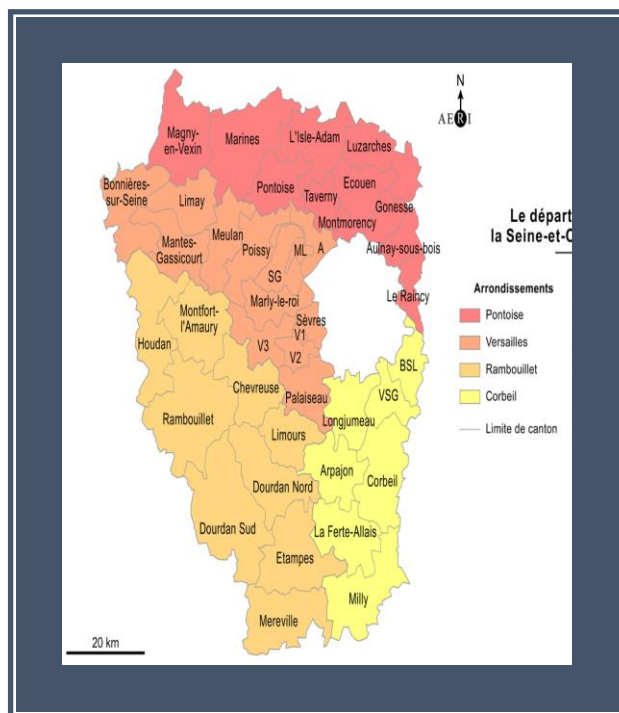 N
AERI
Magny-
en-Vexin
Marines
L'Isle-Adam
Luzarches
Bonnières-
sur-Seine
Limay
Pontoise
Taverny
Ecouen
Gonesse
Montmorency
Mantes-
Gassicourt
Meulan
Poissy
ML
A
Aulnay-sous-bois
SG
Le Raincy
Marly-le-roi
Montfort-
l'Amaury
Houdan
Sèvres
V1
V3
V2
BSL
Chevreuse
Palaiseau
VSG
Rambouillet
Longjumeau
Limours
Arpajon
Corbeil
Dourdan Nord
Dourdan Sud
La Ferte-Allais
Etampes
Milly
Mereville
20 km
Le départ
la Seine-et-O
Arrondissements
Pontoise
Versailles
Rambouillet
Corbeil
Limite de canton